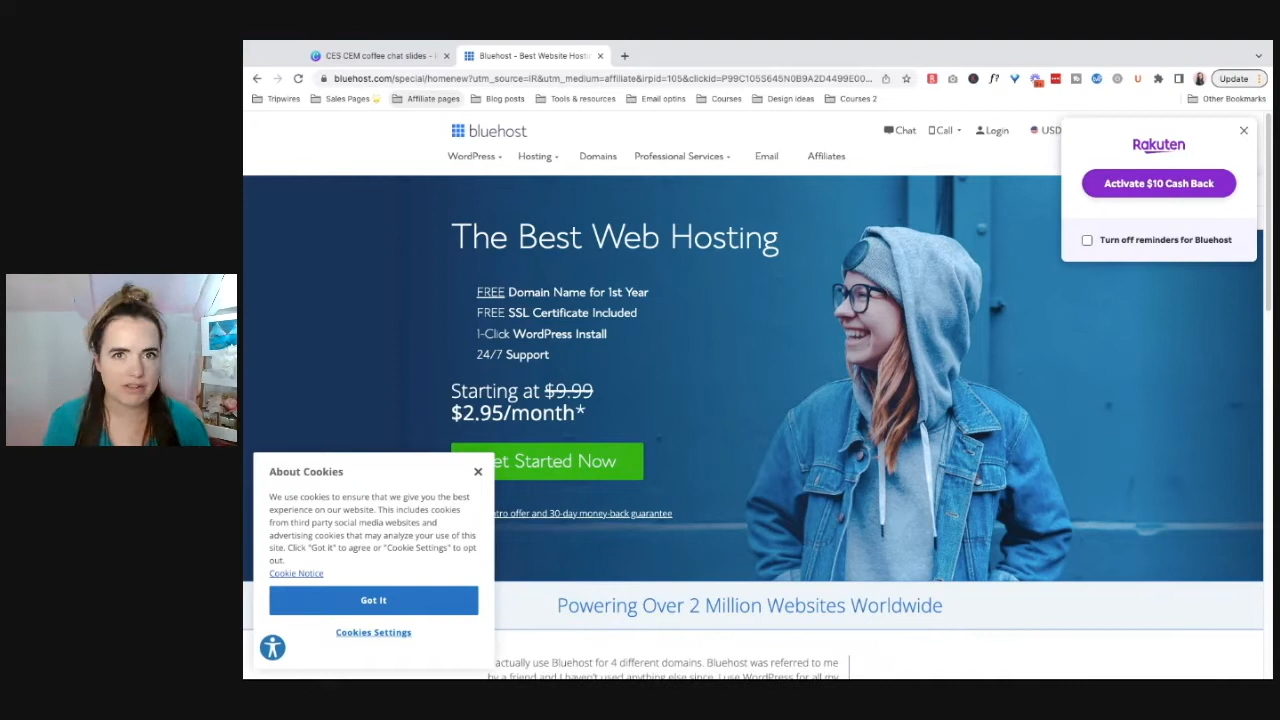 CES CEM coffee chat slides -
Bluehost - Best Website Hosti
bluehost.com/special/homenew?utm_source=IR&utm_medium=affiliate&irpid=105&clickid=P99C105S645N0B9A2D4499E00...
Update
Tripwires
Sales Pages
Affiliate pages
Blog posts
Tools & resources
Email optins
Courses
Design ideas
Courses 2
Other Bookmarks
bluehost
Chat
Call
Login
USD
WordPress
Hosting
Domains
Professional Services
Email
Affiliates
Rakuten
Activate $10 Cash Back
Turn off reminders for Bluehost
The Best Web Hosting
FREE Domain Name for 1st Year
FREE SSL Certificate Included
1-Click WordPress Install
24/7 Support
Starting at $9.99
$2.95/month*
et Started Now
ntro offer and 30-day money-back guarantee
About Cookies
We use cookies to ensure that we give you the best
experience on our website. This includes cookies
from third party social media websites and
advertising cookies that may analyze your use of this
site. Click "Got it" to agree or "Cookie Settings" to opt
out.
Cookie Notice
Got It
Cookies Settings
Powering Over 2 Million Websites Worldwide
actually use Bluehost for 4 different domains. Bluehost was referred to me
by a friend and I haven't used anything else since. I use WordPress for all my